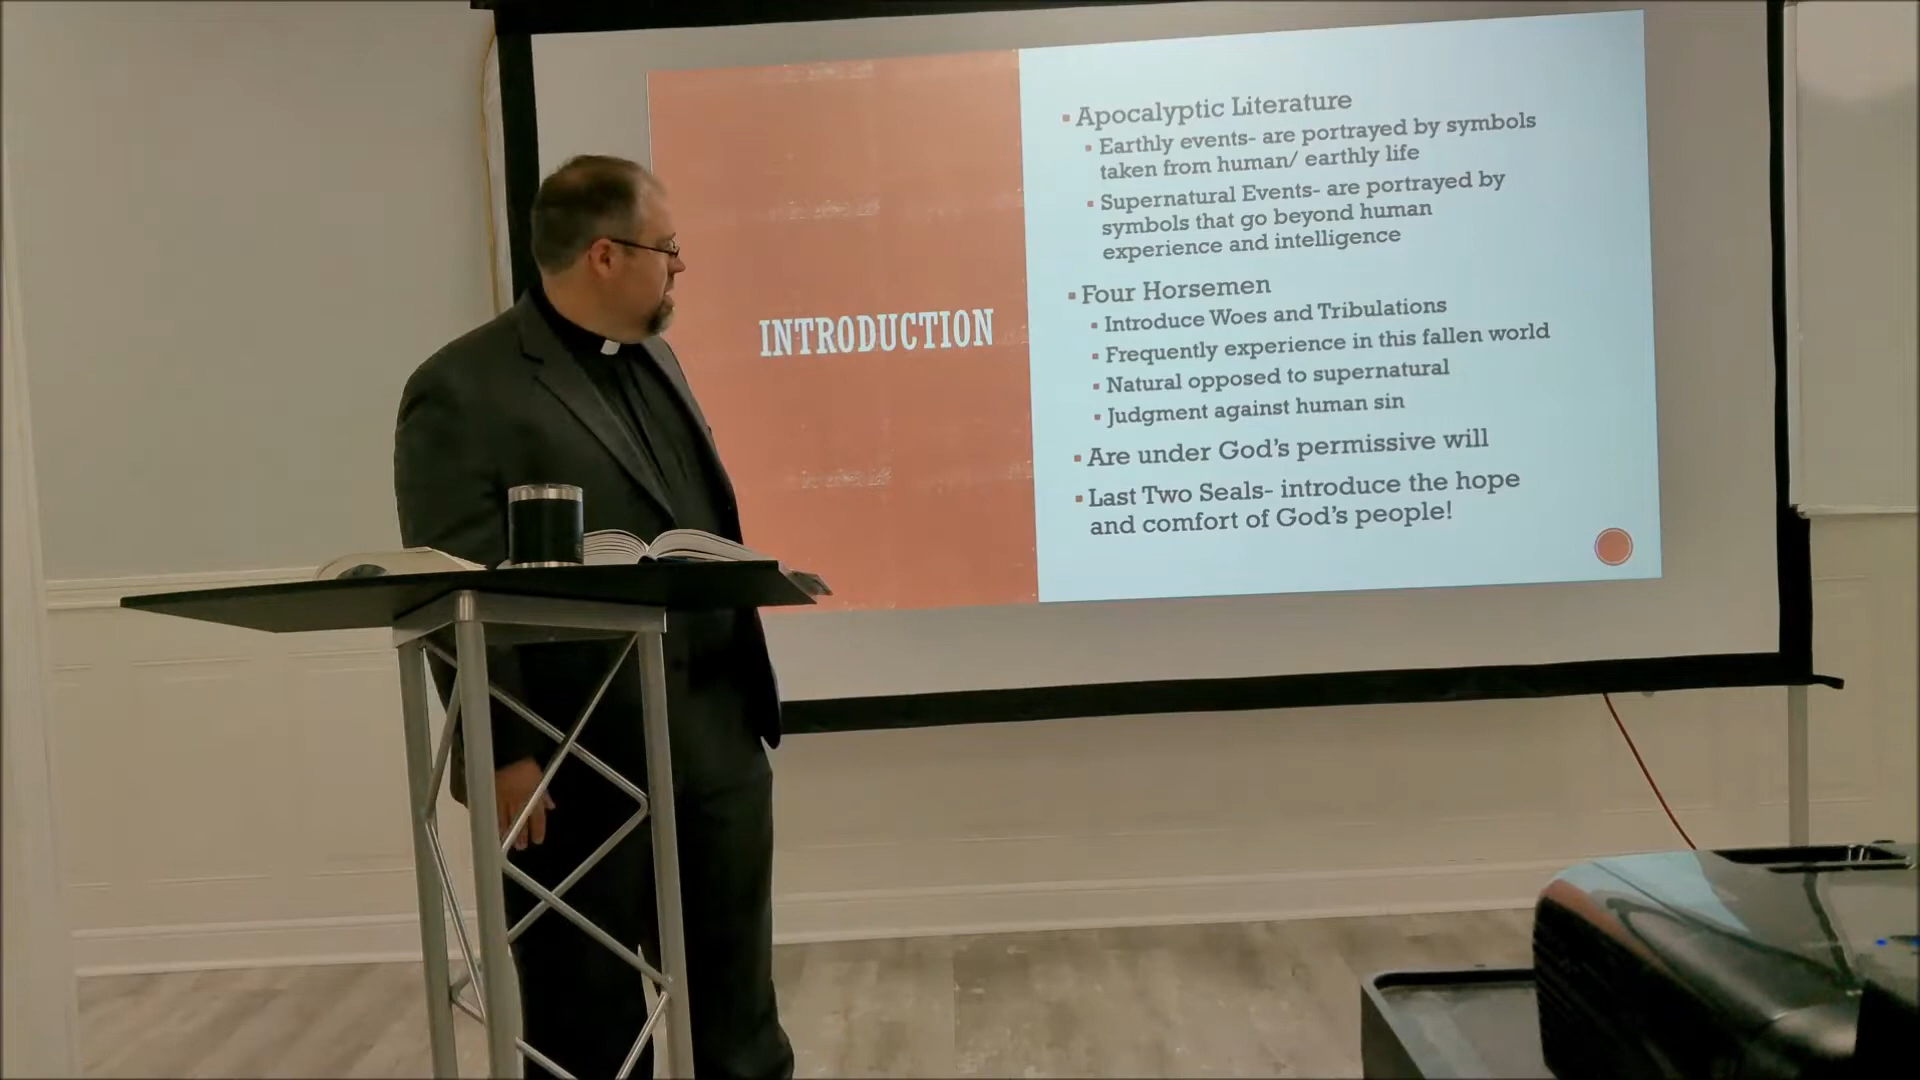 INTRODUCTION
Apocalyptic Literature
Earthly events- are portrayed by symbols
taken from human/ earthly life
Supernatural Events- are portrayed by
symbols that go beyond human
experience and intelligence
Four Horsemen
Introduce Woes and Tribulations
Frequently experience in this fallen world
Natural opposed to supernatural
Judgment against human sin
Are under God's permissive will
Last Two Seals- introduce the hope
and comfort of God's people!